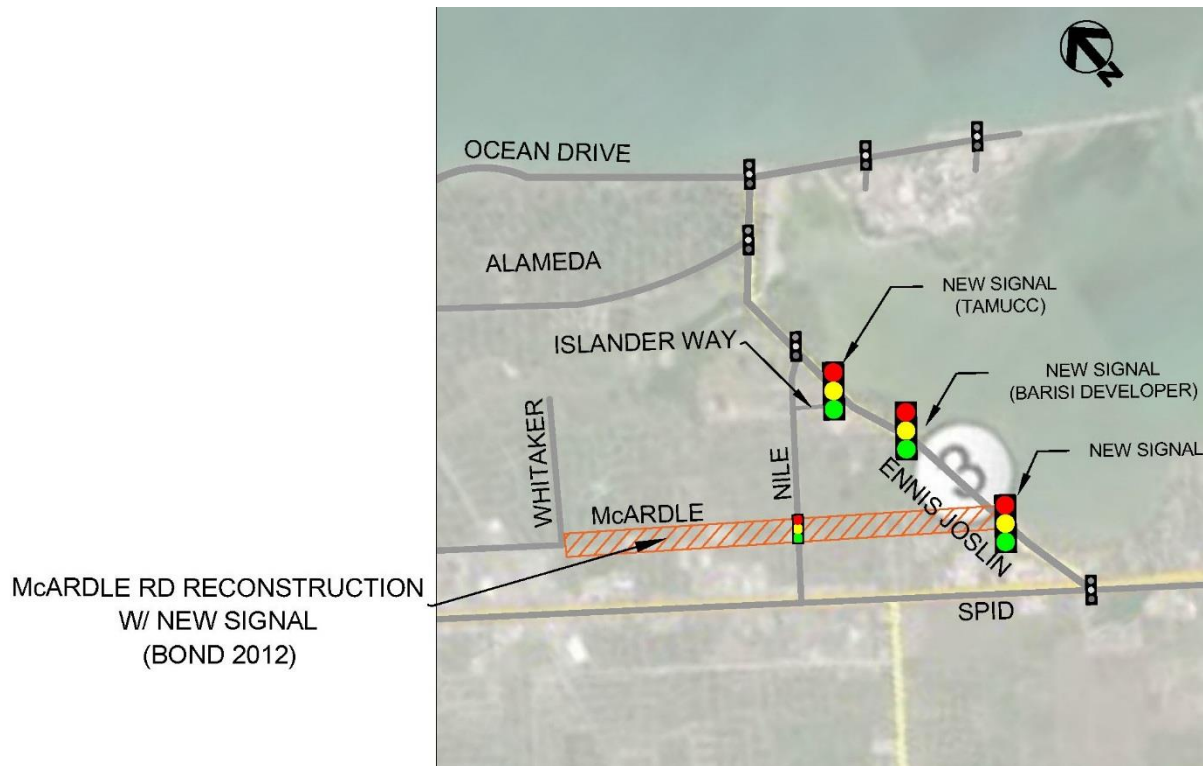 N
OCEAN DRIVE
ALAMEDA
NEW SIGNAL
(TAMUCC)
ISLANDER WAY
NEW SIGNAL
(BARISI DEVELOPER)
WHITAKER
NILE
3
NEW SIGNAL
ENNIS JOSLIN
McARDLE
McARDLE RD RECONSTRUCTION
W/ NEW SIGNAL
(BOND 2012)
SPID